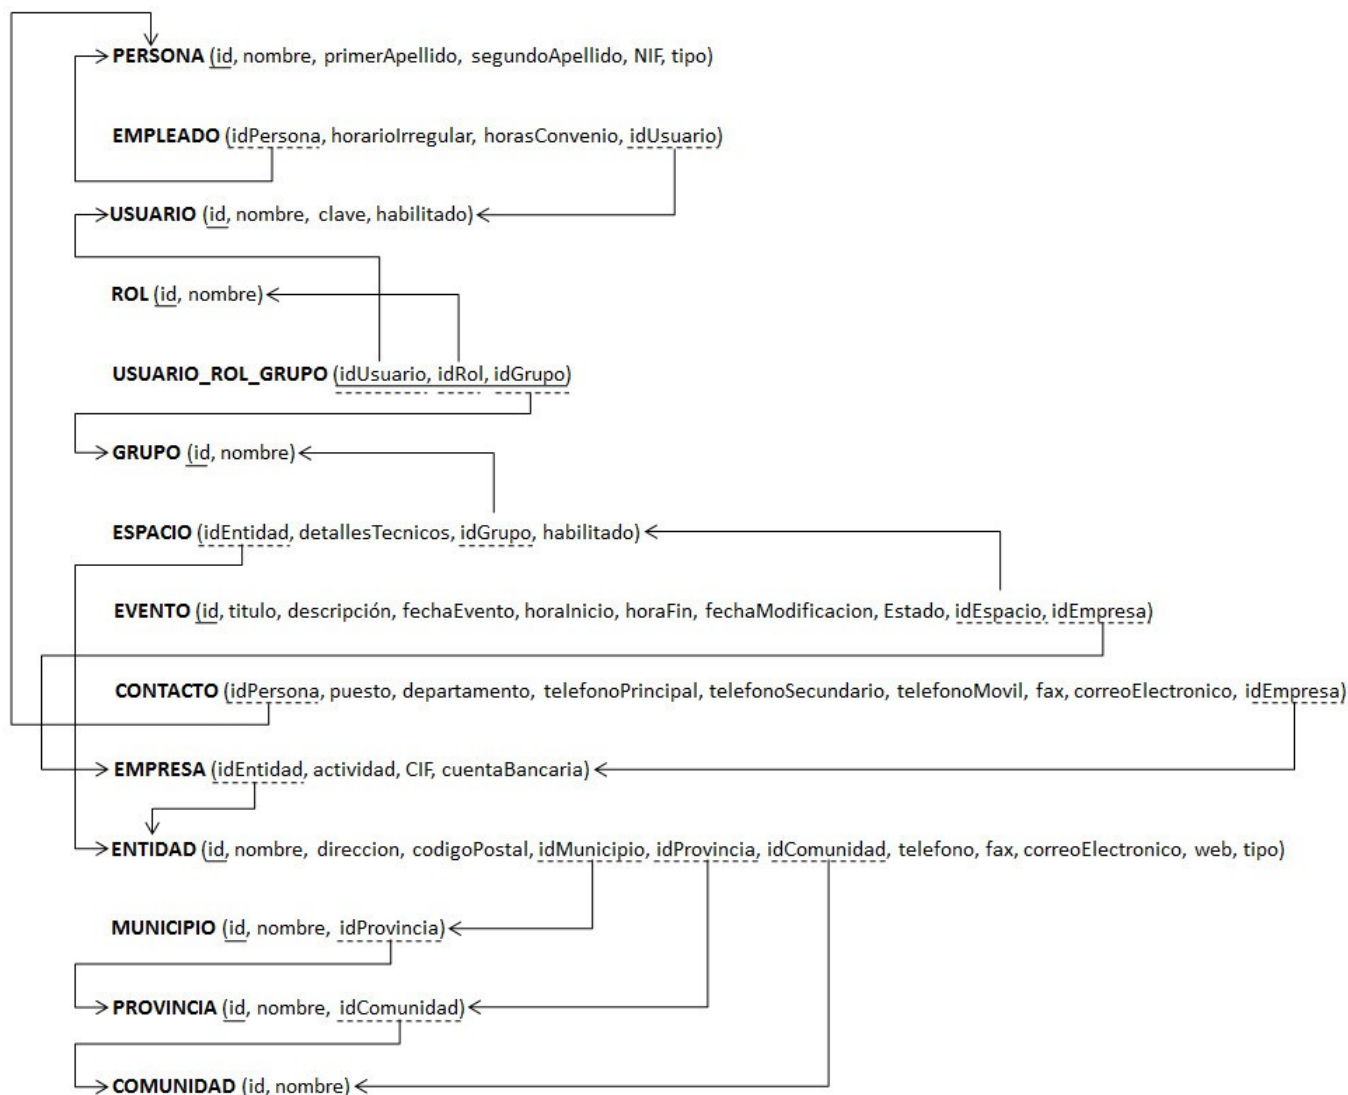 PERSONA (id, nombre, primerApellido, segundoApellido, NIF, tipo)
EMPLEADO (idPersona, horarioIrregular, horasConvenio, idUsuario)
USUARIO (id, nombre, clave, habilitado)
ROL (id, nombre)
USUARIO_ROL_GRUPO (idUsuario, idRol, idGrupo)
GRUPO (id, nombre)
ESPACIO (idEntidad, detallesTecnicos, idGrupo, habilitado)
EVENTO (id, titulo, descripción, fechaEvento, horaInicio, horaFin, fechaModificacion, Estado, idEspacio, idEmpresa)
CONTACTO (idPersona, puesto, departamento, telefonoPrincipal, telefonoSecundario, telefonoMovil, fax, correoElectronico, idEmpresa)
EMPRESA (idEntidad, actividad, CIF, cuentaBancaria)
ENTIDAD (id, nombre, direccion, codigoPostal, idMunicipio, idProvincia, idComunidad, telefono, fax, correoElectronico, web, tipo)
MUNICIPIO (id, nombre, idProvincia)
PROVINCIA (id, nombre, idComunidad)
COMUNIDAD (id, nombre)